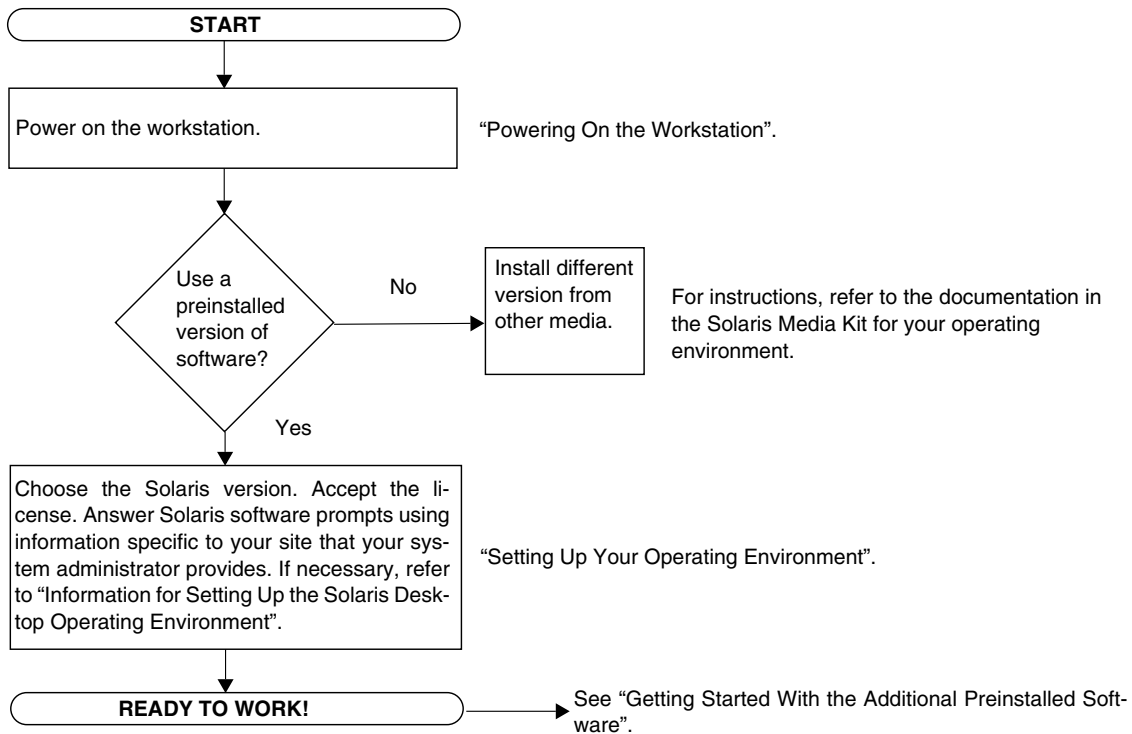 START
Power on the workstation.
“Powering On the Workstation”.
Use a
preinstalled
version of
software?
No
Install different
version from
other media.
For instructions, refer to the documentation in
the Solaris Media Kit for your operating
environment.
Yes
Choose the Solaris version. Accept the li-
cense. Answer Solaris software prompts using
information specific to your site that your sys-
tem administrator provides. If necessary, refer
to “Information for Setting Up the Solaris Desk-
top Operating Environment”.
“Setting Up Your Operating Environment”.
READY TO WORK!
See “Getting Started With the Additional Preinstalled Soft-
ware”.